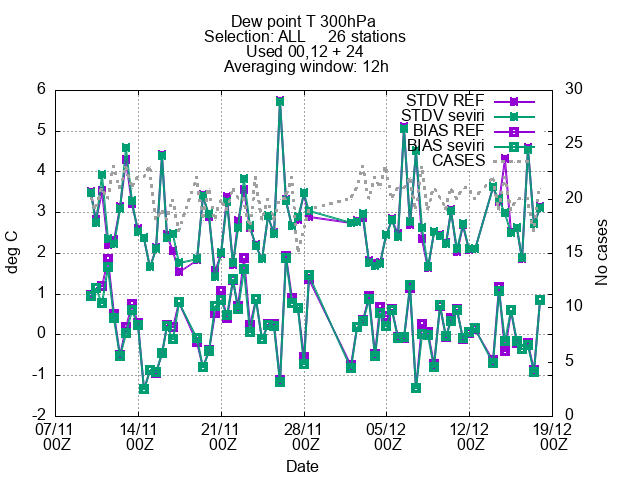 Dew point T 300hPa
Selection: ALL 26 stations
Used 00,12 + 24
Averaging window: 12h
6
5
4
3
2
1
0
-1
-2
deg C
30
25
20
15
10
5
0
No cases
STDV REF
STDV seviri
BIAS REF
BIAS seviri
CASES
07/11 14/11 21/11 28/11 05/12 12/12 19/12
00Z 00Z 00Z 00Z 00Z 00Z 00Z
Date